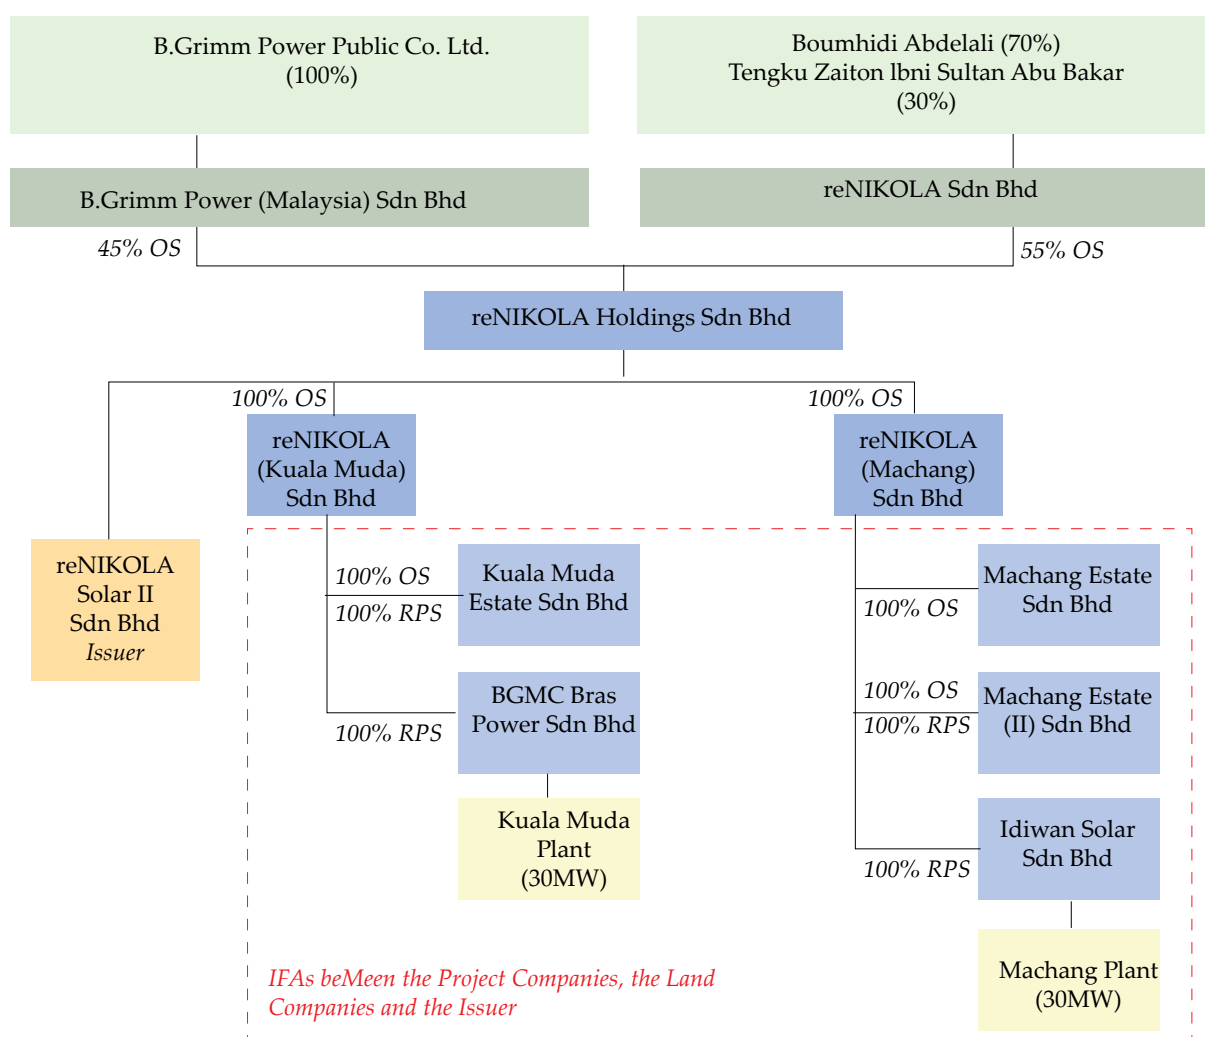 B.Grimm Power Public Co. Ltd.
(100%)
Boumhidi Abdelali (70%)
Tengku Zaiton lbni Sultan Abu Bakar
(30%)
B.Grimm Power (Malaysia) Sdn Bhd
reNIKOLA Sdn Bhd
45% OS
55% OS
reNIKOLA Holdings Sdn Bhd
100% OS
100% OS
reNIKOLA
(Kuala Muda)
Sdn Bhd
reNIKOLA
(Machang)
Sdn Bhd
reNIKOLA
Solar II
Sdn Bhd
Issuer
100% OS
100% RPS
Kuala Muda
Estate Sdn Bhd
100% OS
Machang Estate
Sdn Bhd
100% RPS
BGMC Bras
Power Sdn Bhd
100% OS
100% RPS
Machang Estate
(II) Sdn Bhd
Kuala Muda
Plant
(30MW)
100% RPS
Idiwan Solar
Sdn Bhd
Machang Plant
(30MW)
IFAs beMeen the Project Companies, the Land
Companies and the Issuer